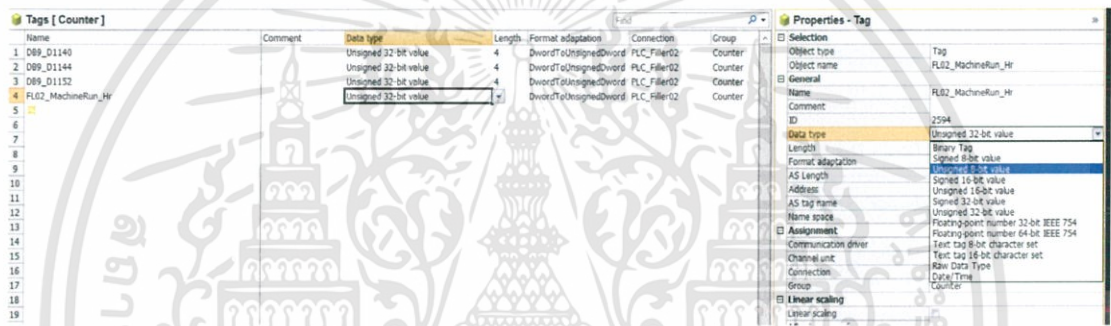 Tags [ Counter ]
Find
Name Comment Data type Length Format adaptation Connection Group
1 DB9_D1140 Unsigned 32-bit value 4 DwordToUnsignedDword PLC_Filler02 Counter
2 DB9_D1144 Unsigned 32-bit value 4 DwordToUnsignedDword PLC_Filler02 Counter
3 DB9_D1152 Unsigned 32-bit value 4 DwordToUnsignedDword PLC_Filler02 Counter
4 FL02_MachineRun_Hr Unsigned 32-bit value 4 DwordToUnsignedDword PLC_Filler02 Counter
5
6
7
8
9
10
11
12
13
14
15
16
17
18
19
Properties - Tag
Selection
Object type Tag
Object name FL02_MachineRun_Hr
General
Name FL02_MachineRun_Hr
Comment
ID 2594
Data type Unsigned 32-bit value
Length
Format adaptation
AS Length
Address
AS tag name
Name space
Assignment
Communication driver
Channel unit
Connection
Group Counter
Linear scaling
Linear scaling
Binary Tag
Signed 8-bit value
Unsigned 8-bit value
Signed 16-bit value
Unsigned 16-bit value
Signed 32-bit value
Unsigned 32-bit value
Floating-point number 32-bit IEEE 754
Floating-point number 64-bit IEEE 754
Text tag 8-bit character set
Text tag 16-bit character set
Raw Data Type
Date/Time